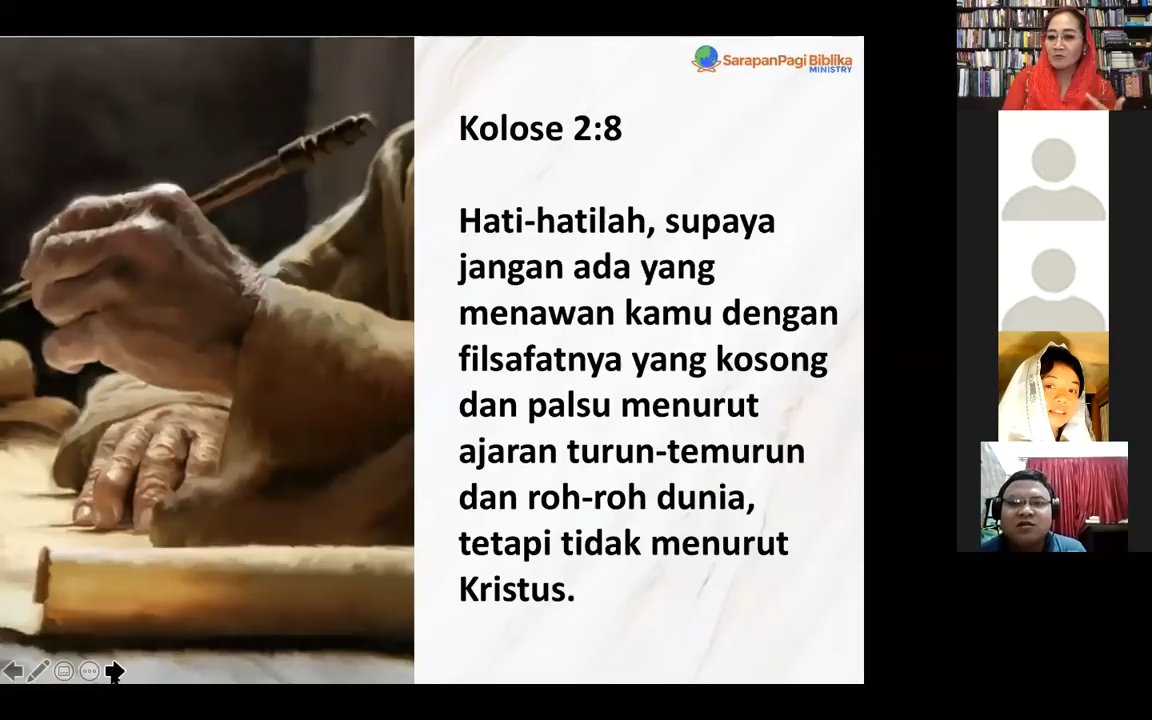 SarapanPagi Biblika
MINISTRY
Kolose 2:8
Hati-hatilah, supaya
jangan ada yang
menawan kamu dengan
filsafatnya yang kosong
dan palsu menurut
ajaran turun-temurun
dan roh-roh dunia,
tetapi tidak menurut
Kristus.